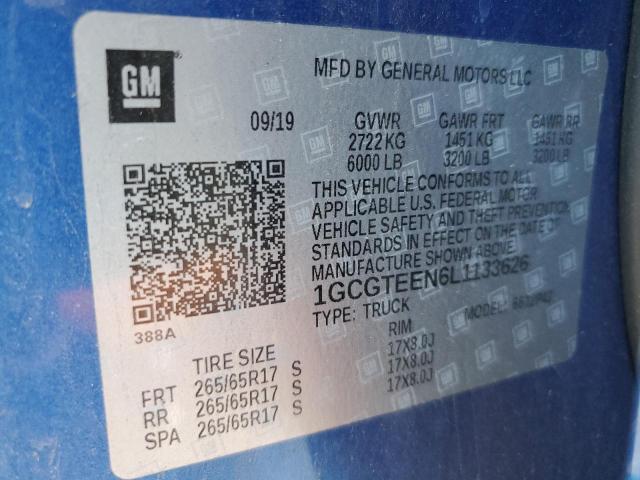 GM
MFD BY GENERAL MOTORS LLC
09/19 GVWR GAWR FRT GAWR RR
2722 KG 1451 KG 1451 KG
6000 LB 3200 LB 3200 LB
THIS VEHICLE CONFORMS TO ALL
APPLICABLE U.S. FEDERAL MOTOR
VEHICLE SAFETY AND THEFT PREVENTION
STANDARDS IN EFFECT ON THE DATE OF
MANUFACTURE SHOWN ABOVE.
1GCGTEEN6L1133626
TYPE: TRUCK MODEL:
388A
TIRE SIZE RIM
FRT 265/65R17 S 17X8.0J
RR 265/65R17 S 17X8.0J
SPA 265/65R17 S 17X8.0J